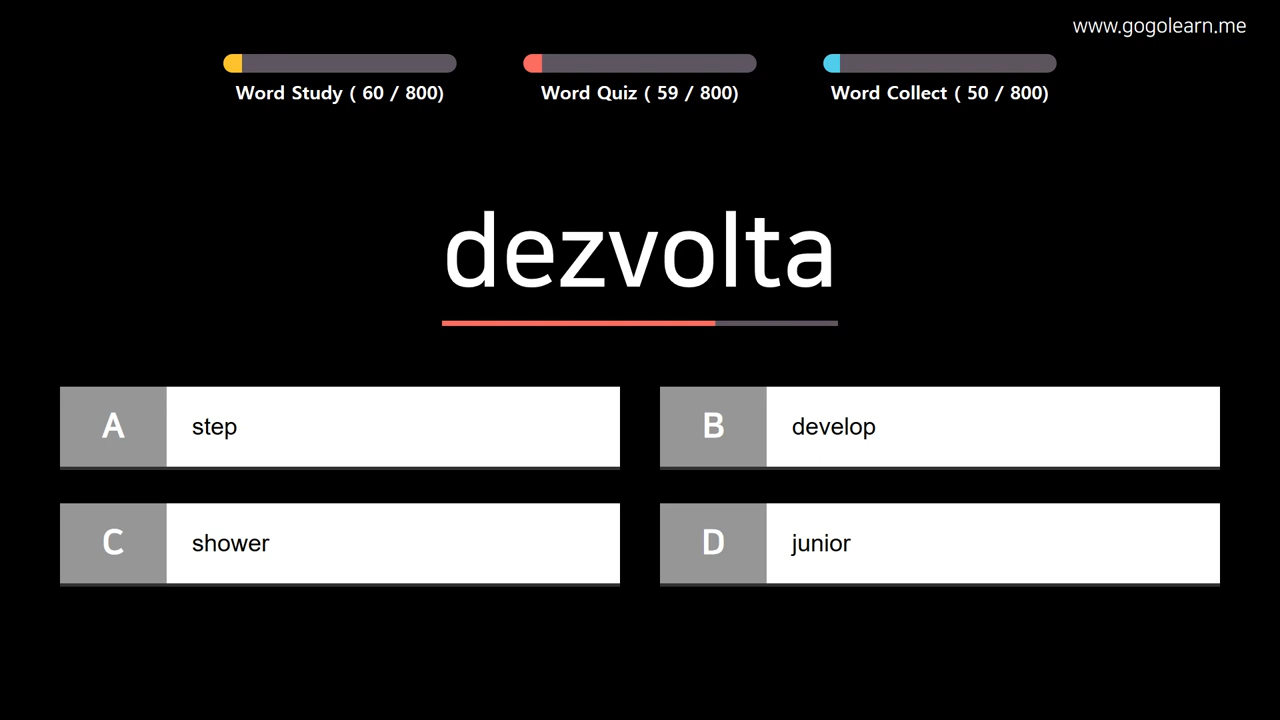 www.gogolearn.me
Word Study ( 60 / 800)
Word Quiz ( 59 / 800)
Word Collect ( 50 / 800)
dezvolta
A step
B develop
C shower
D junior